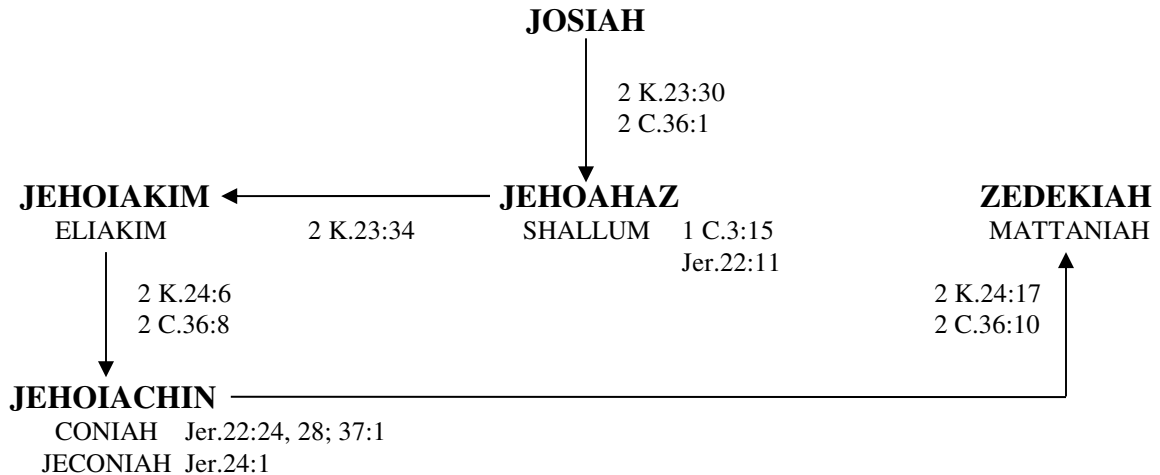 JOSIAH
2 K.23:30
2 C.36:1
JEHOIAKIM JEHOAHAZ ZEDEKIAH
ELIAKIM 2 K.23:34 SHALLUM 1 C.3:15 MATTANIAH
Jer.22:11
2 K.24:6 2 K.24:17
2 C.36:8 2 C.36:10
JEHOIACHIN
CONIAH Jer.22:24, 28; 37:1
JECONIAH Jer.24:1